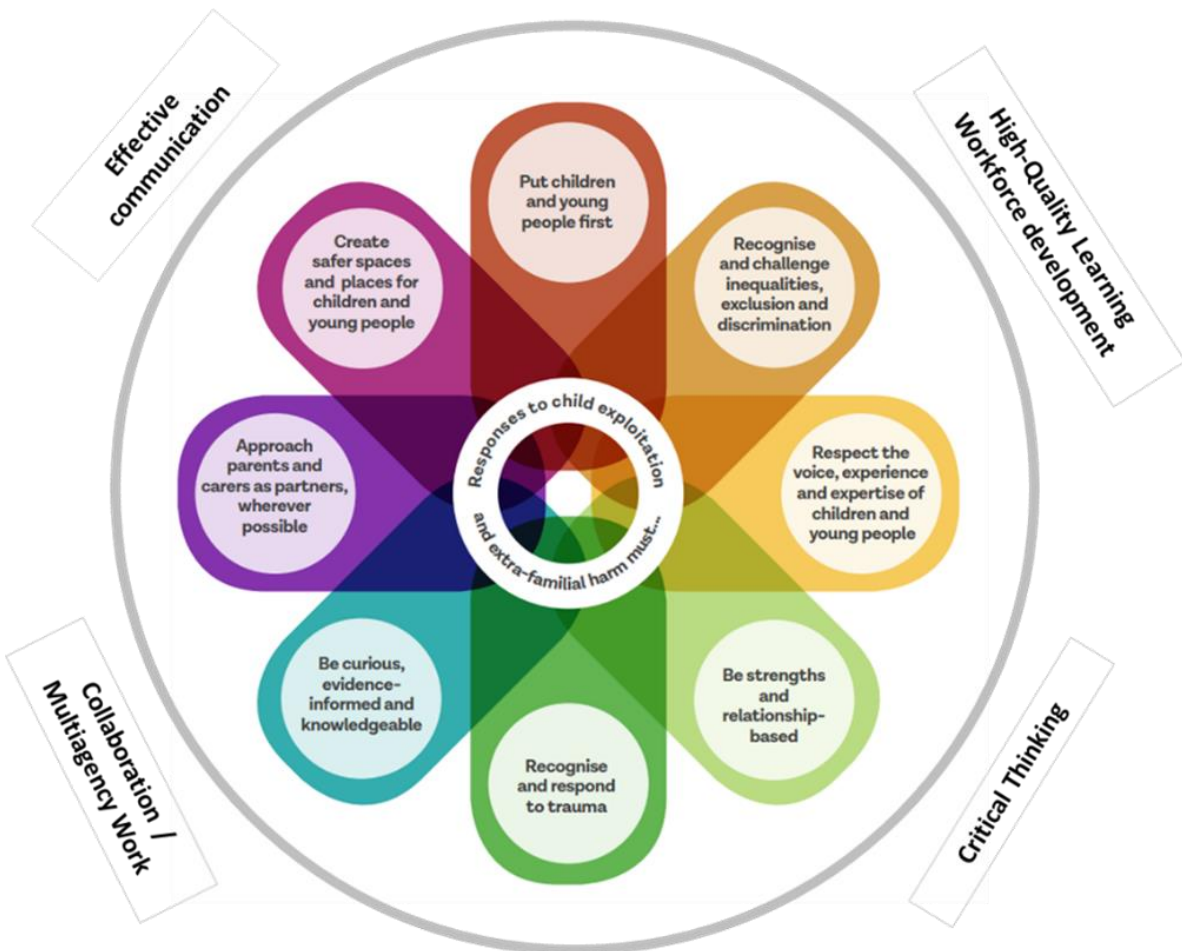 Effective
communication
High-Quality Learning
Workforce development
Put children
and young
people first
Create
safer spaces
and places for
children and
young people
Recognise
and challenge
inequalities,
exclusion and
discrimination
Approach
parents and
carers as partners,
wherever
possible
Responses to child exploitation
and extra-familial harm must...
Respect the
voice, experience
and expertise of
children and
young people
Be curious,
evidence-
informed and
knowledgeable
Be strengths
and
relationship-
based
Recognise
and respond
to trauma
Collaboration /
Multiagency Work
Critical Thinking